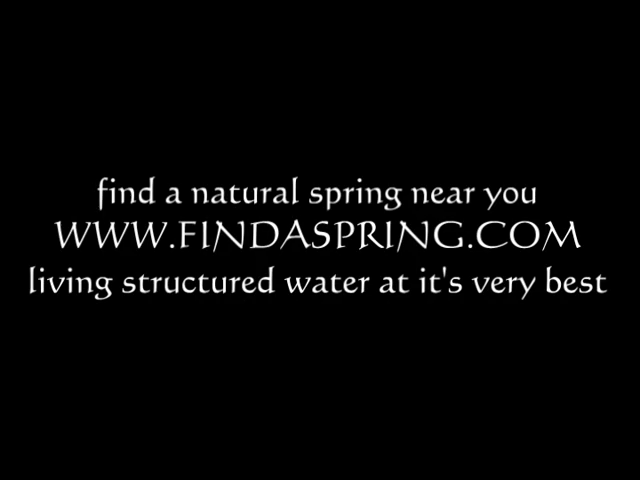 find a natural spring near you
WWW.FINDASPRING.COM
living structured water at it's very best